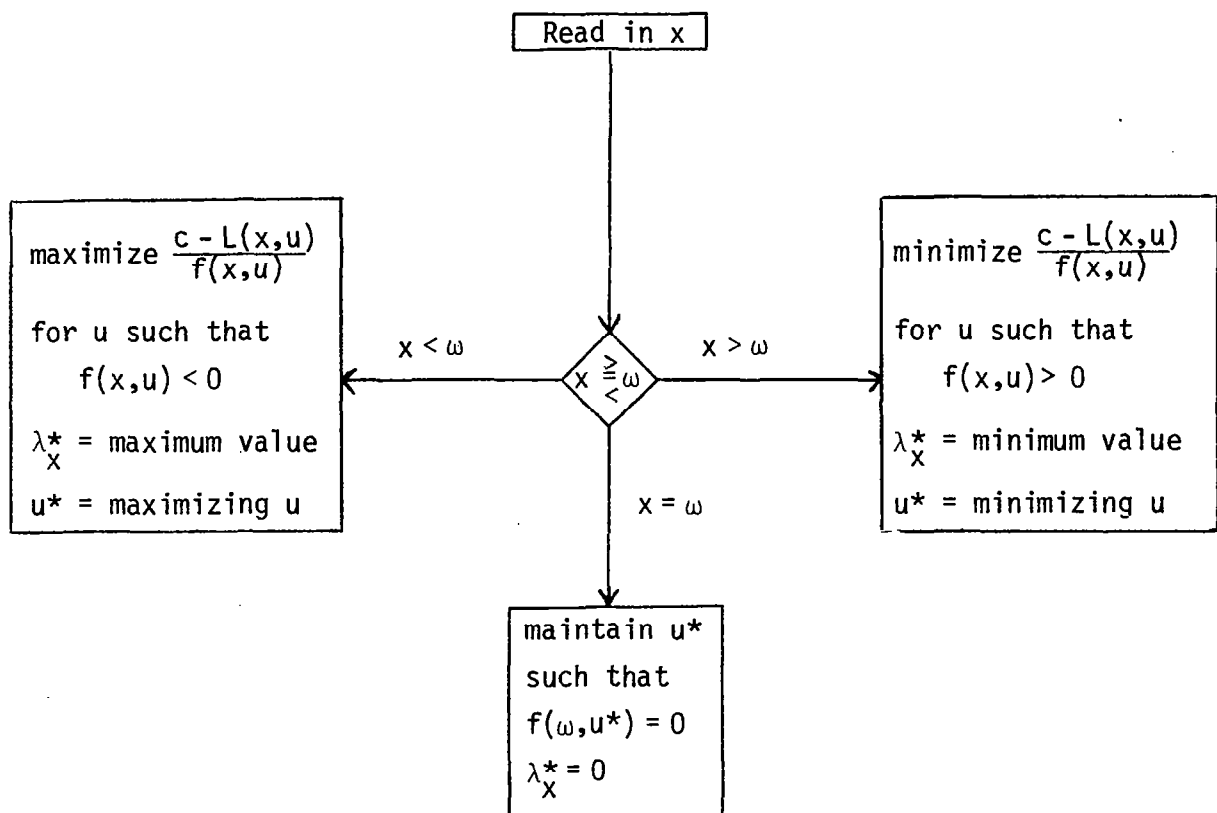 Read in x
maximize (c - L(x,u))/f(x,u)
for u such that
f(x,u) < 0
λ*x = maximum value
u* = maximizing u
x < ω
x ⋛ ω
x > ω
x = ω
minimize (c - L(x,u))/f(x,u)
for u such that
f(x,u) > 0
λ*x = minimum value
u* = minimizing u
maintain u*
such that
f(ω,u*) = 0
λ*x = 0